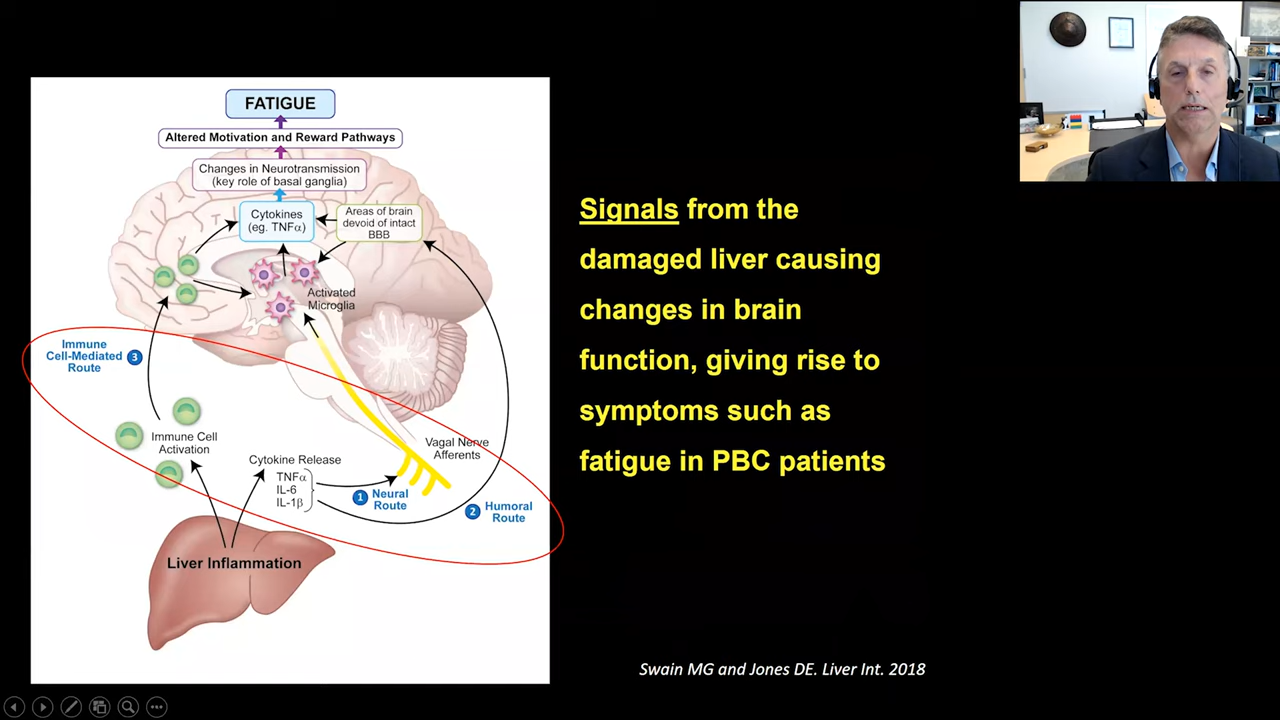 FATIGUE
Altered Motivation and Reward Pathways
Changes in Neurotransmission
(key role of basal ganglia)
Cytokines
(eg. TNFα)
Areas of brain
devoid of intact
BBB
Activated
Microglia
Immune
Cell-Mediated
Route
3
Immune Cell
Activation
Cytokine Release
TNFα
IL-6
IL-1β
Vagal Nerve
Afferents
1
Neural
Route
2
Humoral
Route
Liver Inflammation
Signals from the
damaged liver causing
changes in brain
function, giving rise to
symptoms such as
fatigue in PBC patients
Swain MG and Jones DE. Liver Int. 2018